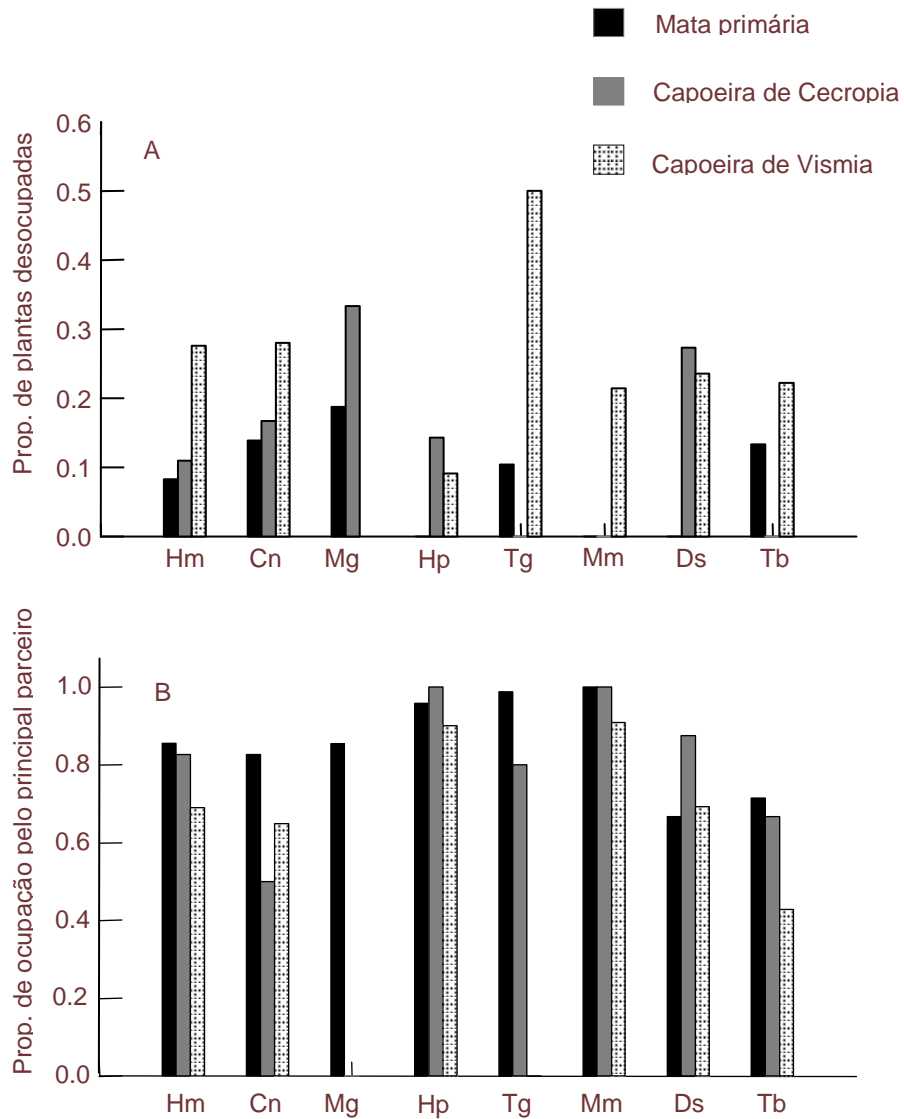 Mata primária
Capoeira de Cecropia
Capoeira de Vismia
A
Prop. de plantas desocupadas
0.6
0.5
0.4
0.3
0.2
0.1
0.0
Hm Cn Mg Hp Tg Mm Ds Tb
B
Prop. de ocupação pelo principal parceiro
1.0
0.8
0.6
0.4
0.2
0.0
Hm Cn Mg Hp Tg Mm Ds Tb